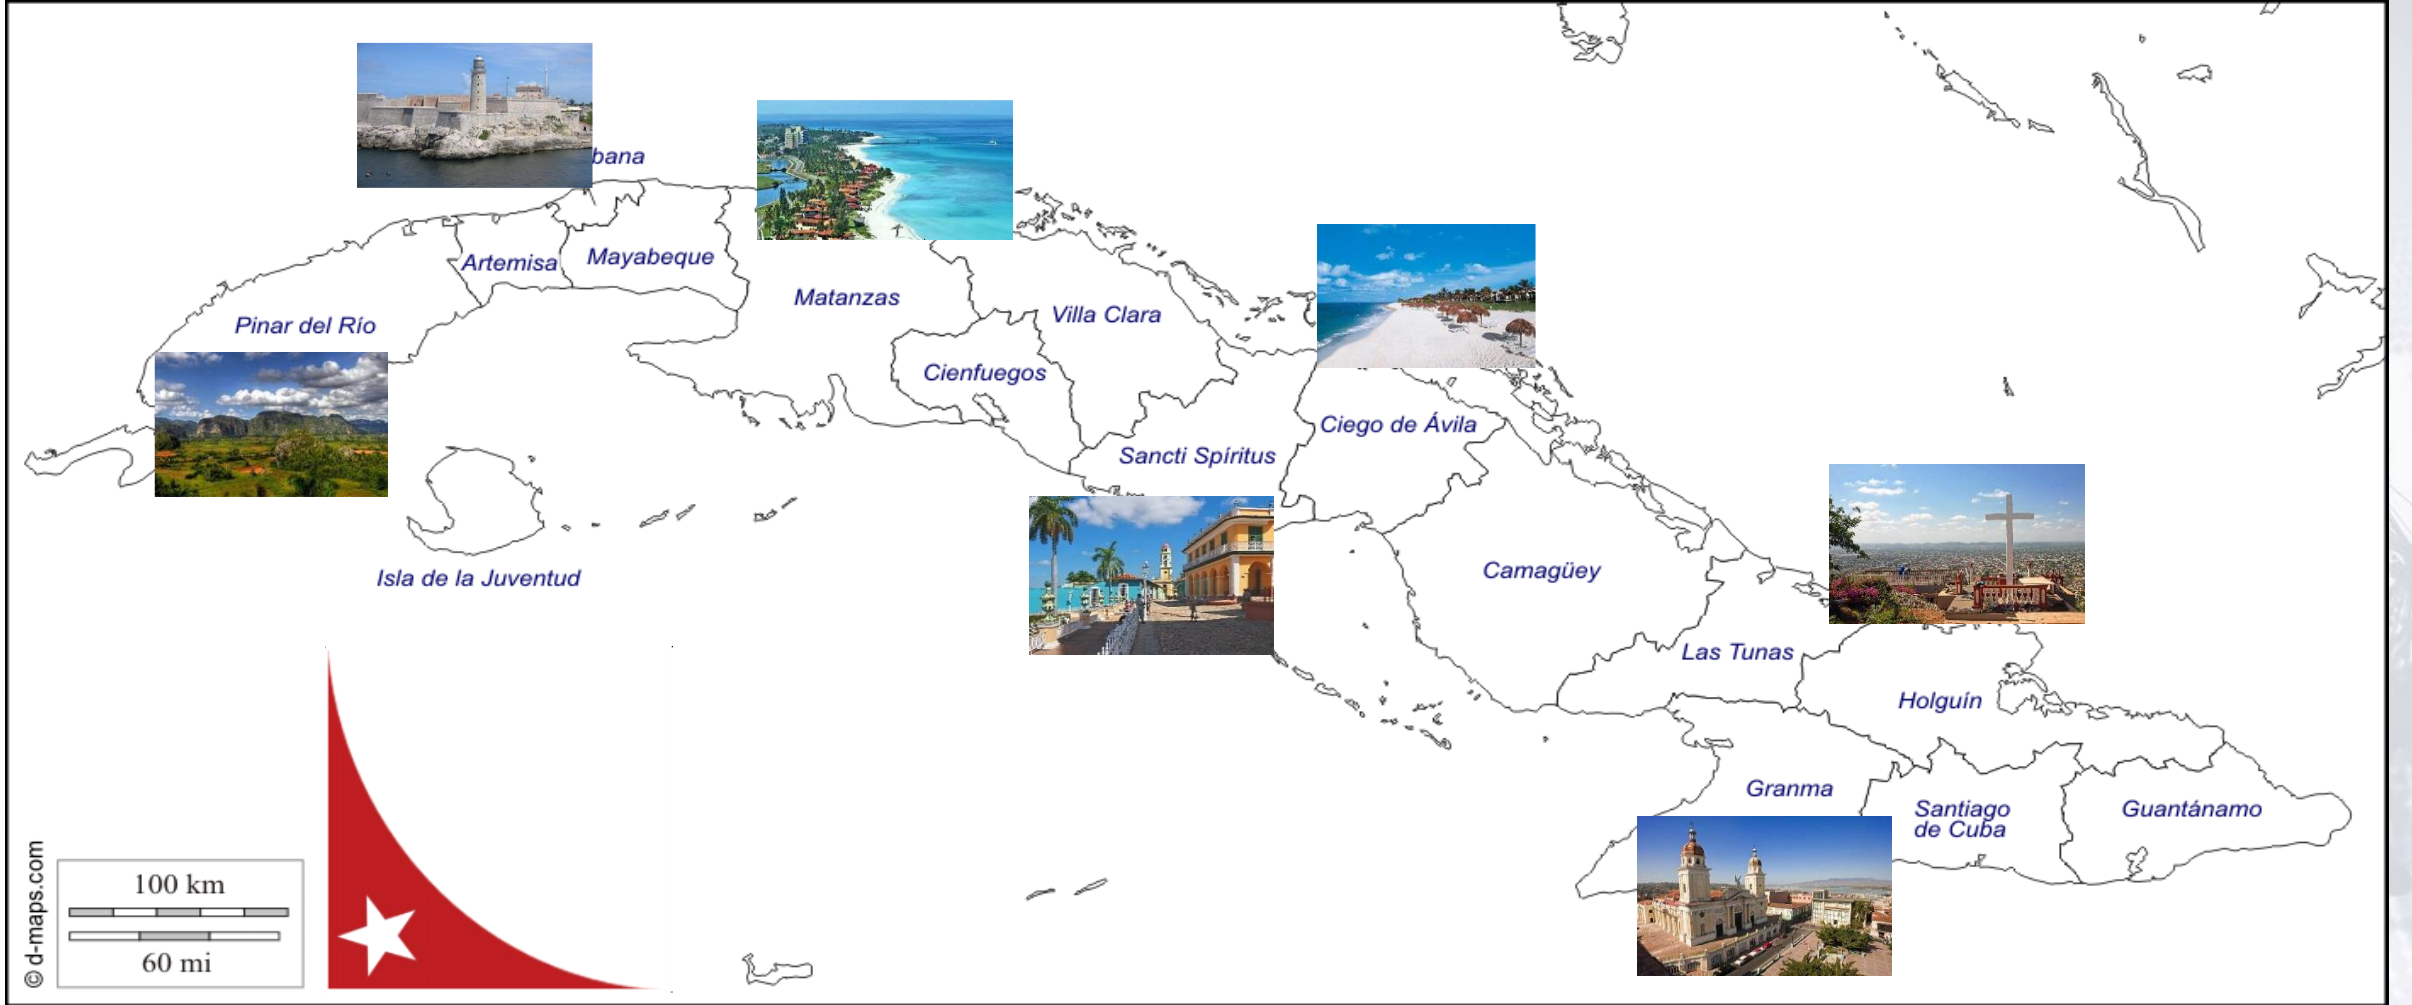 bana
Artemisa
Mayabeque
Matanzas
Pinar del Río
Villa Clara
Cienfuegos
Ciego de Ávila
Sancti Spíritus
Isla de la Juventud
Camagüey
Las Tunas
Holguín
Granma
Santiago
de Cuba
Guantánamo
100 km
60 mi
© d-maps.com